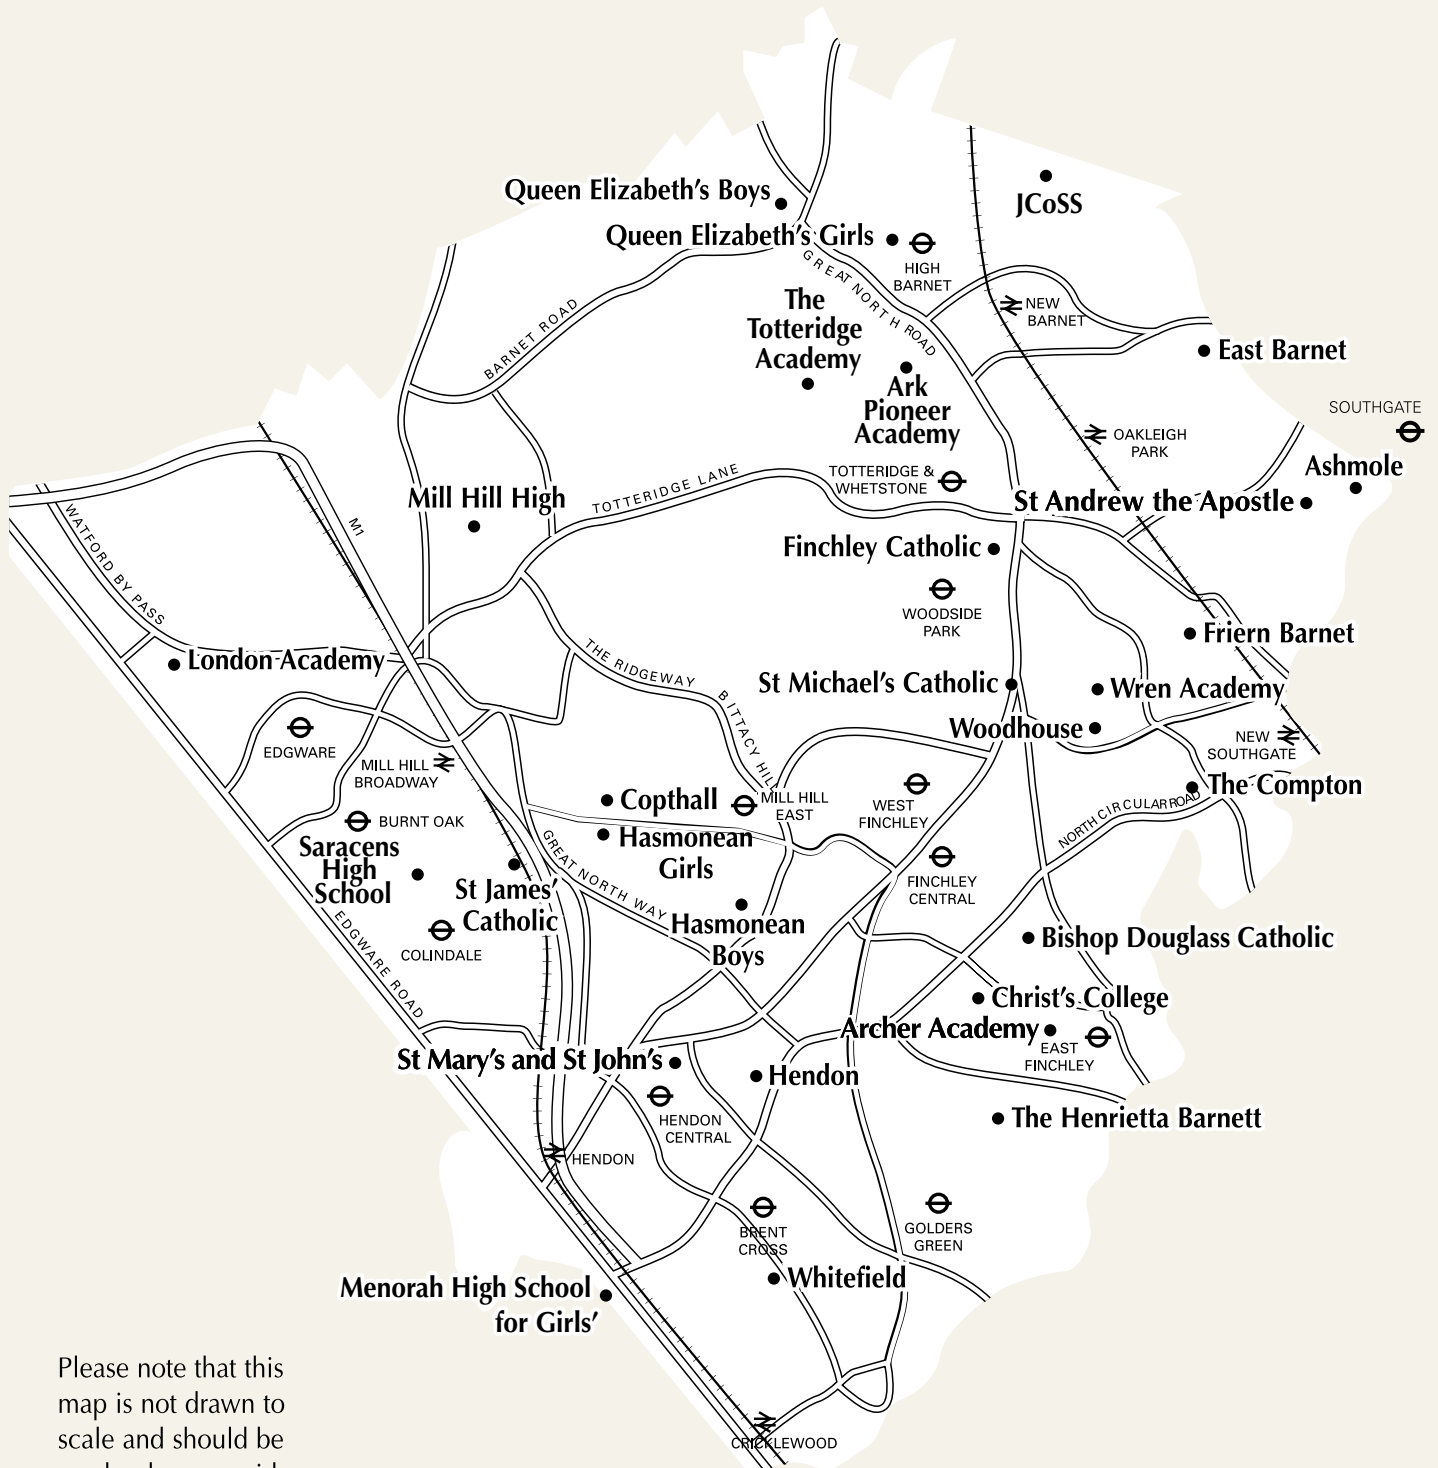 Queen Elizabeth's Boys
JCoSS
Queen Elizabeth's Girls
HIGH
BARNET
GREAT NORTH ROAD
The
Totteridge
Academy
NEW
BARNET
BARNET ROAD
East Barnet
Ark
Pioneer
Academy
SOUTHGATE
OAKLEIGH
PARK
Ashmole
TOTTERIDGE &
WHETSTONE
TOTTERIDGE LANE
Mill Hill High
St Andrew the Apostle
M1
WATFORD BY PASS
Finchley Catholic
WOODSIDE
PARK
Friern Barnet
London Academy
THE RIDGEWAY
St Michael's Catholic
Wren Academy
BITTACY HILL
Woodhouse
NEW
SOUTHGATE
EDGWARE
MILL HILL
BROADWAY
The Compton
Copthall
MILL HILL
EAST
WEST
FINCHLEY
NORTH CIRCULAR ROAD
BURNT OAK
Hasmonean
Girls
Saracens
High
School
GREAT NORTH WAY
FINCHLEY
CENTRAL
St James'
Catholic
Hasmonean
Boys
EDGWARE ROAD
COLINDALE
Bishop Douglass Catholic
Christ's College
Archer Academy
EAST
FINCHLEY
St Mary's and St John's
Hendon
HENDON
CENTRAL
The Henrietta Barnett
HENDON
BRENT
CROSS
GOLDERS
GREEN
Whitefield
Menorah High School
for Girls'
CRICKLEWOOD
Please note that this
map is not drawn to
scale and should be